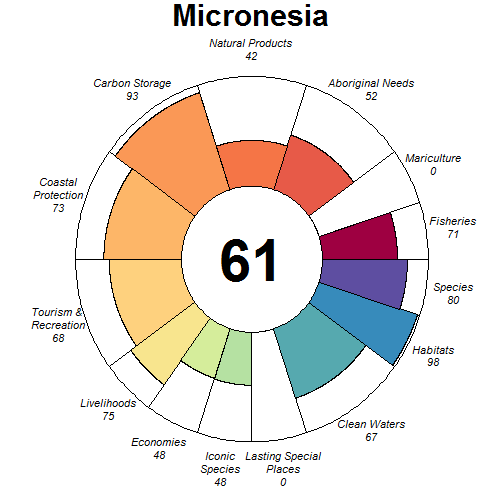 Micronesia
Natural Products
42
Carbon Storage
93
Aboriginal Needs
52
Mariculture
0
Coastal
Protection
73
Fisheries
71
61
Species
80
Tourism &
Recreation
68
Habitats
98
Livelihoods
75
Clean Waters
67
Economies
48
Iconic
Species
48
Lasting Special
Places
0